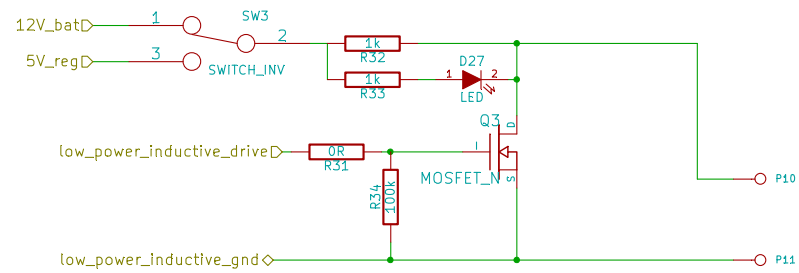 12V_bat 1 SW3
2 1k
R32
5V_reg 3 SWITCH_INV
1k
R33
D27
1 2
LED
Q3
D
low_power_inductive_drive 0R
R31
1
MOSFET_N
S
R34 100k
P10
low_power_inductive_gnd
P11